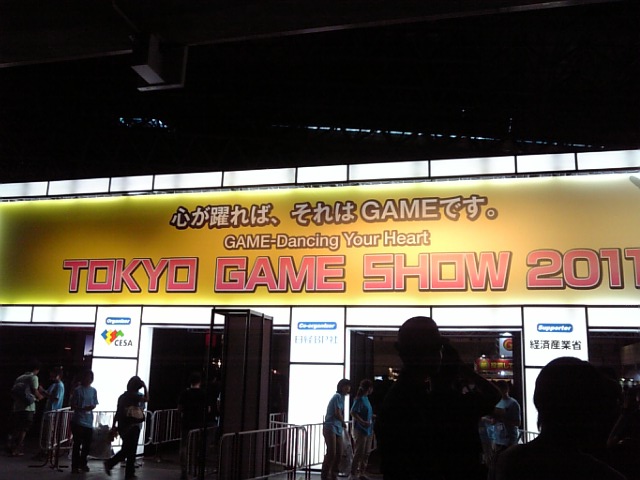 心が躍れば、それはGAMEです。
GAME-Dancing Your Heart
TOKYO GAME SHOW 2011
Organizer
CESA
Co-organizer
日経BP社
Supporter
経済産業省